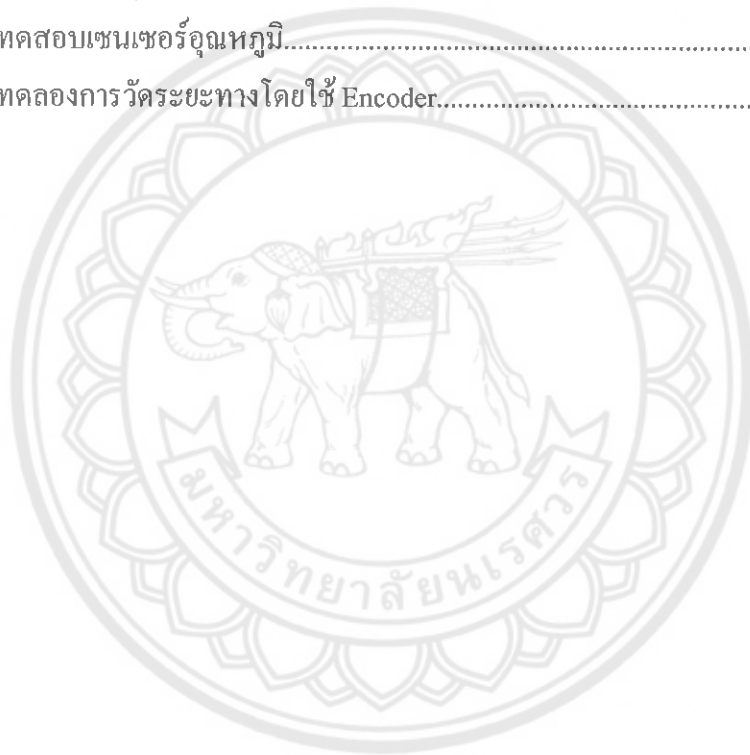 ทดสอบเซนเซอร์อุณหภูมิ........................................................................
ทดลองการวัดระยะทางโดยใช้ Encoder................................................
มหาวิทยาลัยนเรศวร